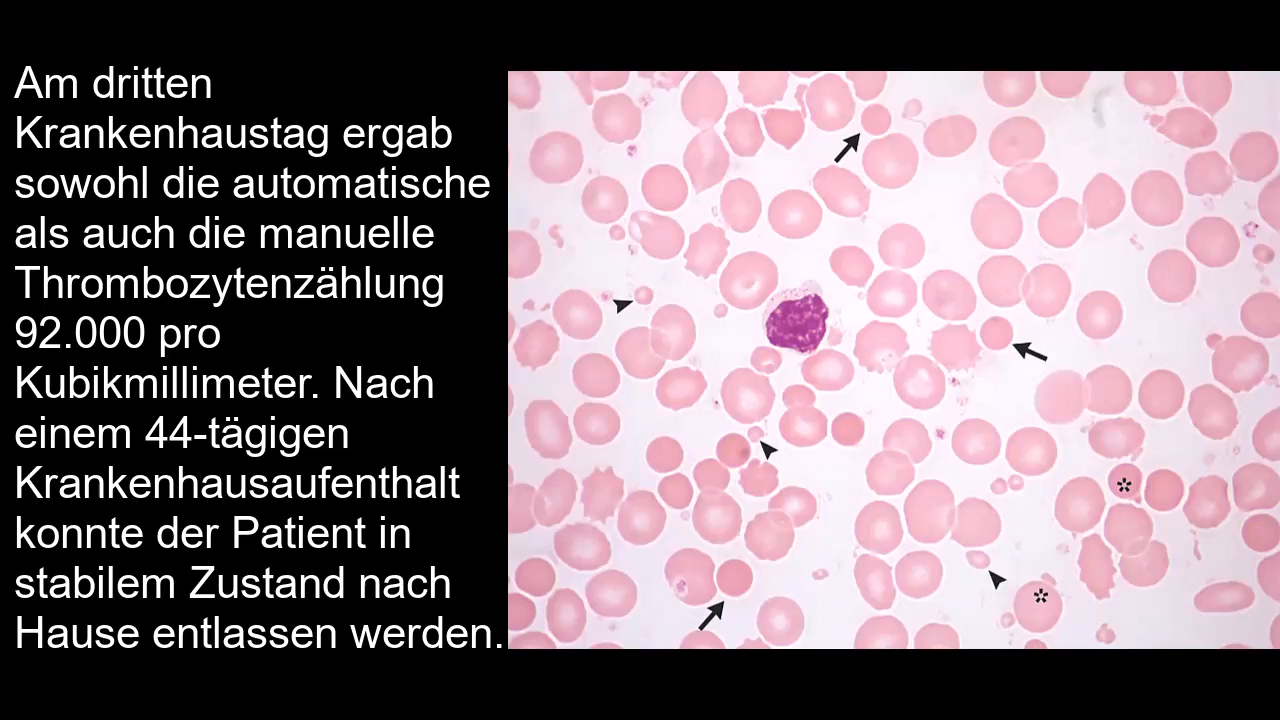 Am dritten
Krankenhaustag ergab
sowohl die automatische
als auch die manuelle
Thrombozytenzählung
92.000 pro
Kubikmillimeter. Nach
einem 44-tägigen
Krankenhausaufenthalt
konnte der Patient in
stabilem Zustand nach
Hause entlassen werden.